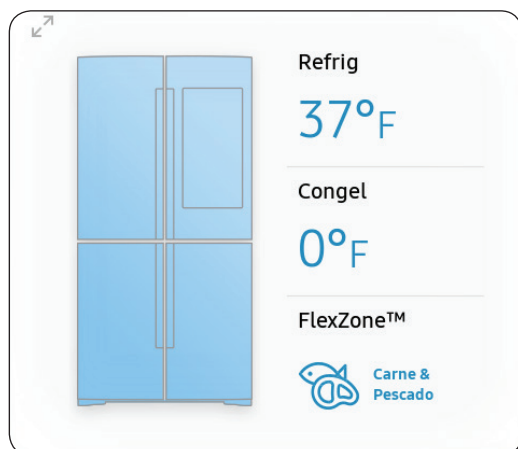 Refrig
37°F
Congel
0°F
FlexZone™
Carne &
Pescado